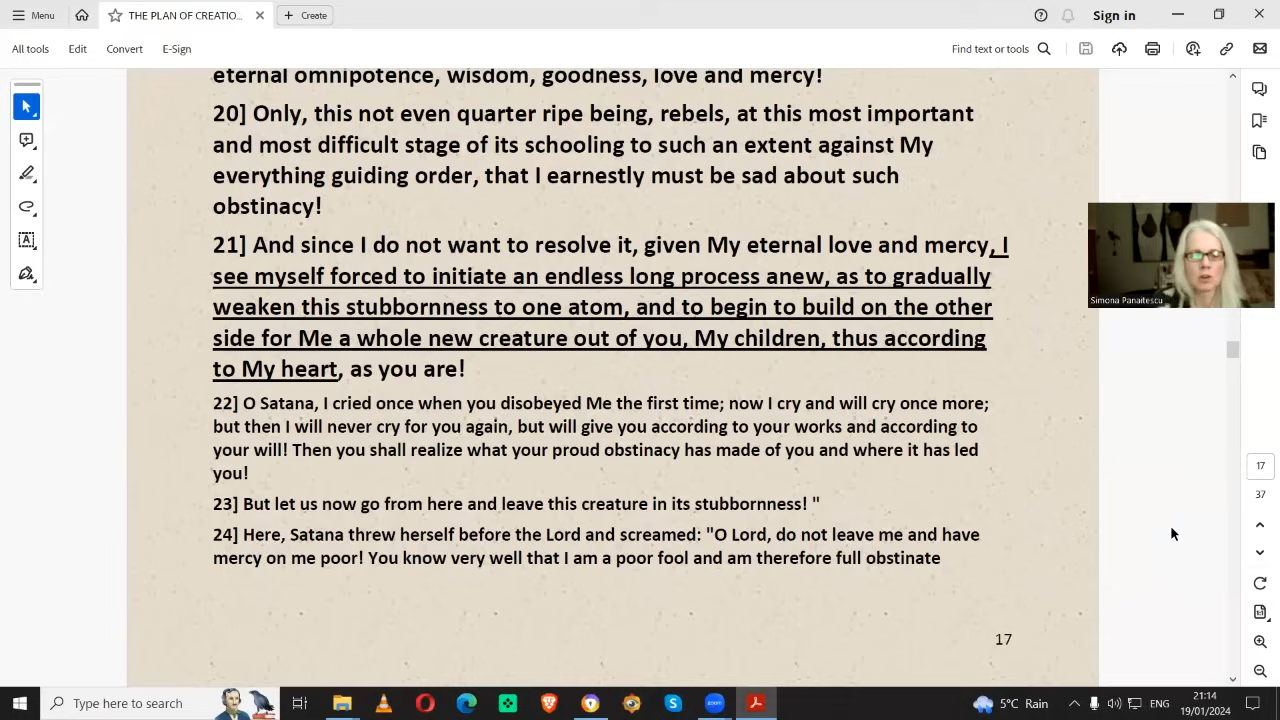 Menu
THE PLAN OF CREATIO...
Create
Sign in
All tools
Edit
Convert
E-Sign
Find text or tools
eternal omnipotence, wisdom, goodness, love and mercy!
20] Only, this not even quarter ripe being, rebels, at this most important
and most difficult stage of its schooling to such an extent against My
everything guiding order, that I earnestly must be sad about such
obstinacy!
21] And since I do not want to resolve it, given My eternal love and mercy, I
see myself forced to initiate an endless long process anew, as to gradually
weaken this stubbornness to one atom, and to begin to build on the other
side for Me a whole new creature out of you, My children, thus according
to My heart, as you are!
22] O Satana, I cried once when you disobeyed Me the first time; now I cry and will cry once more;
but then I will never cry for you again, but will give you according to your works and according to
your will! Then you shall realize what your proud obstinacy has made of you and where it has led
you!
23] But let us now go from here and leave this creature in its stubbornness! "
24] Here, Satana threw herself before the Lord and screamed: "O Lord, do not leave me and have
mercy on me poor! You know very well that I am a poor fool and am therefore full obstinate
17
Simona Panaitescu
17
37
Type here to search
zoom
5°C Rain
ENG
21:14
19/01/2024